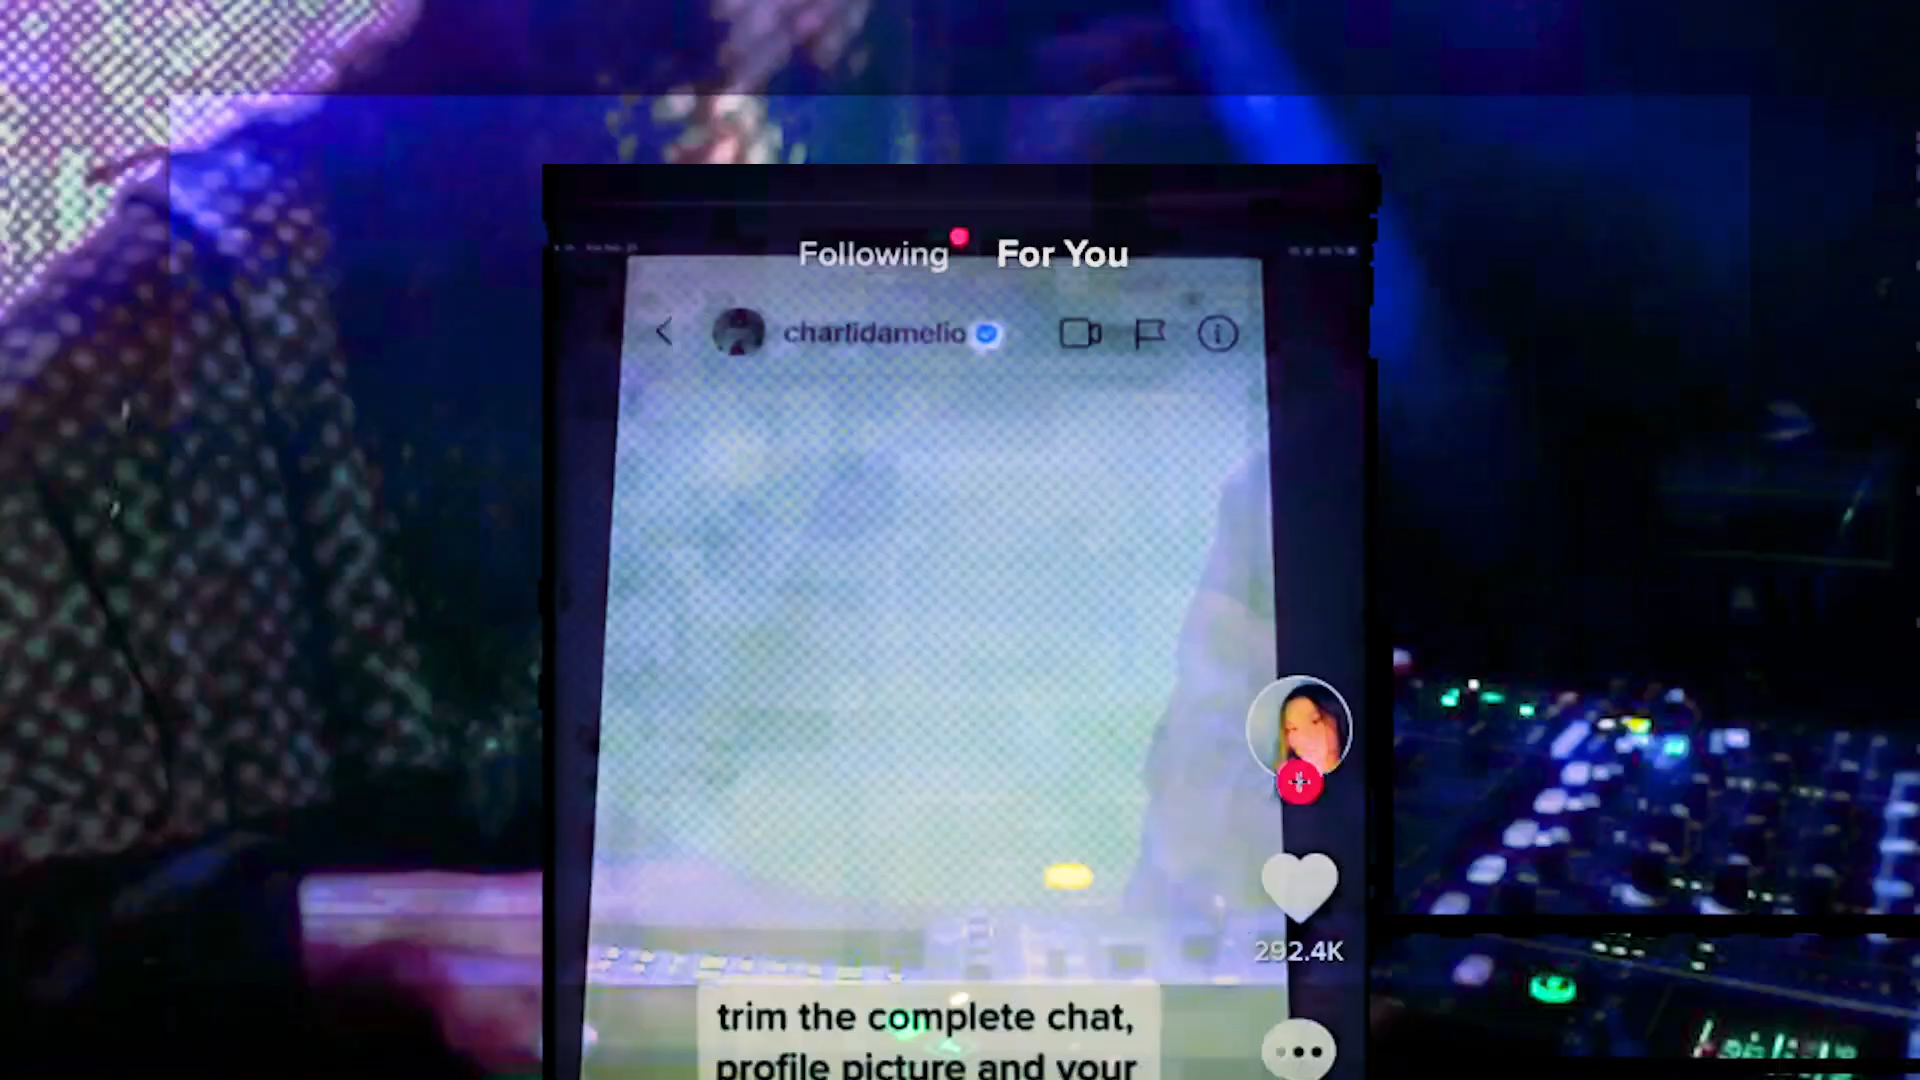 Following For You
charlidamelio
292.4K
trim the complete chat,
profile picture and your